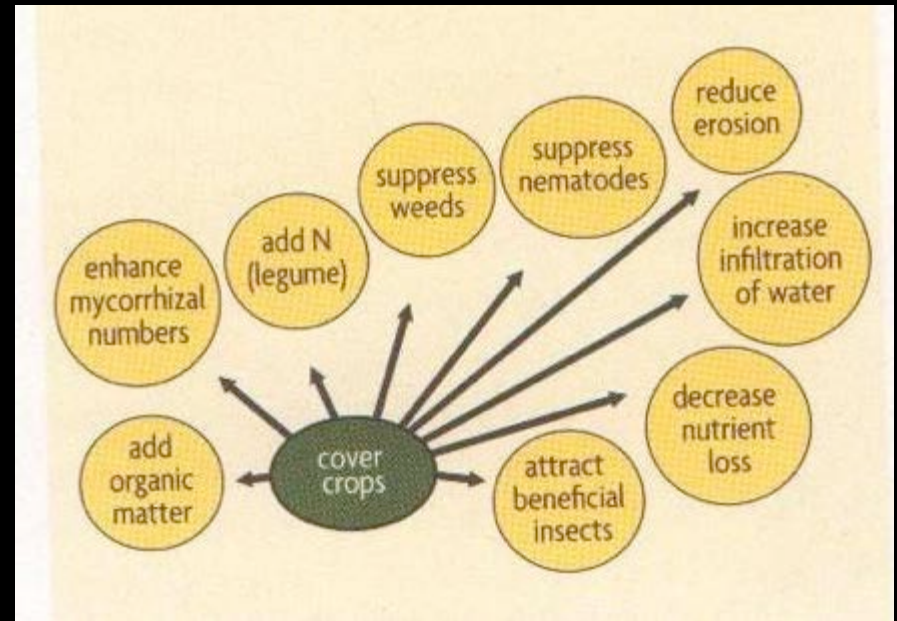 reduce
erosion
suppress
nematodes
suppress
weeds
increase
infiltration
of water
add N
(legume)
enhance
mycorrhizal
numbers
decrease
nutrient
loss
cover
crops
add
organic
matter
attract
beneficial
insects